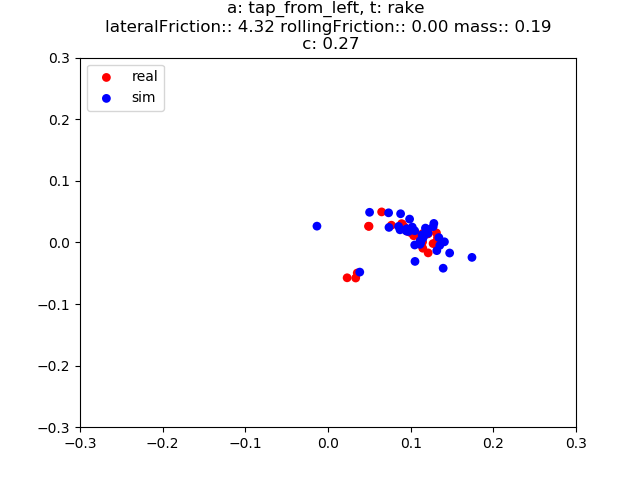 a: tap_from_left, t: rake
lateralFriction:: 4.32 rollingFriction:: 0.00 mass:: 0.19
c: 0.27
real
sim
0.3
0.2
0.1
0.0
−0.1
−0.2
−0.3
−0.3 −0.2 −0.1 0.0 0.1 0.2 0.3